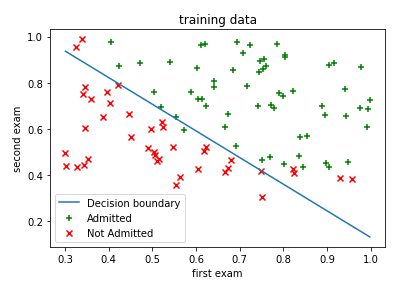 training data
second exam
1.0
0.8
0.6
0.4
0.2
Decision boundary
Admitted
Not Admitted
0.3 0.4 0.5 0.6 0.7 0.8 0.9 1.0
first exam